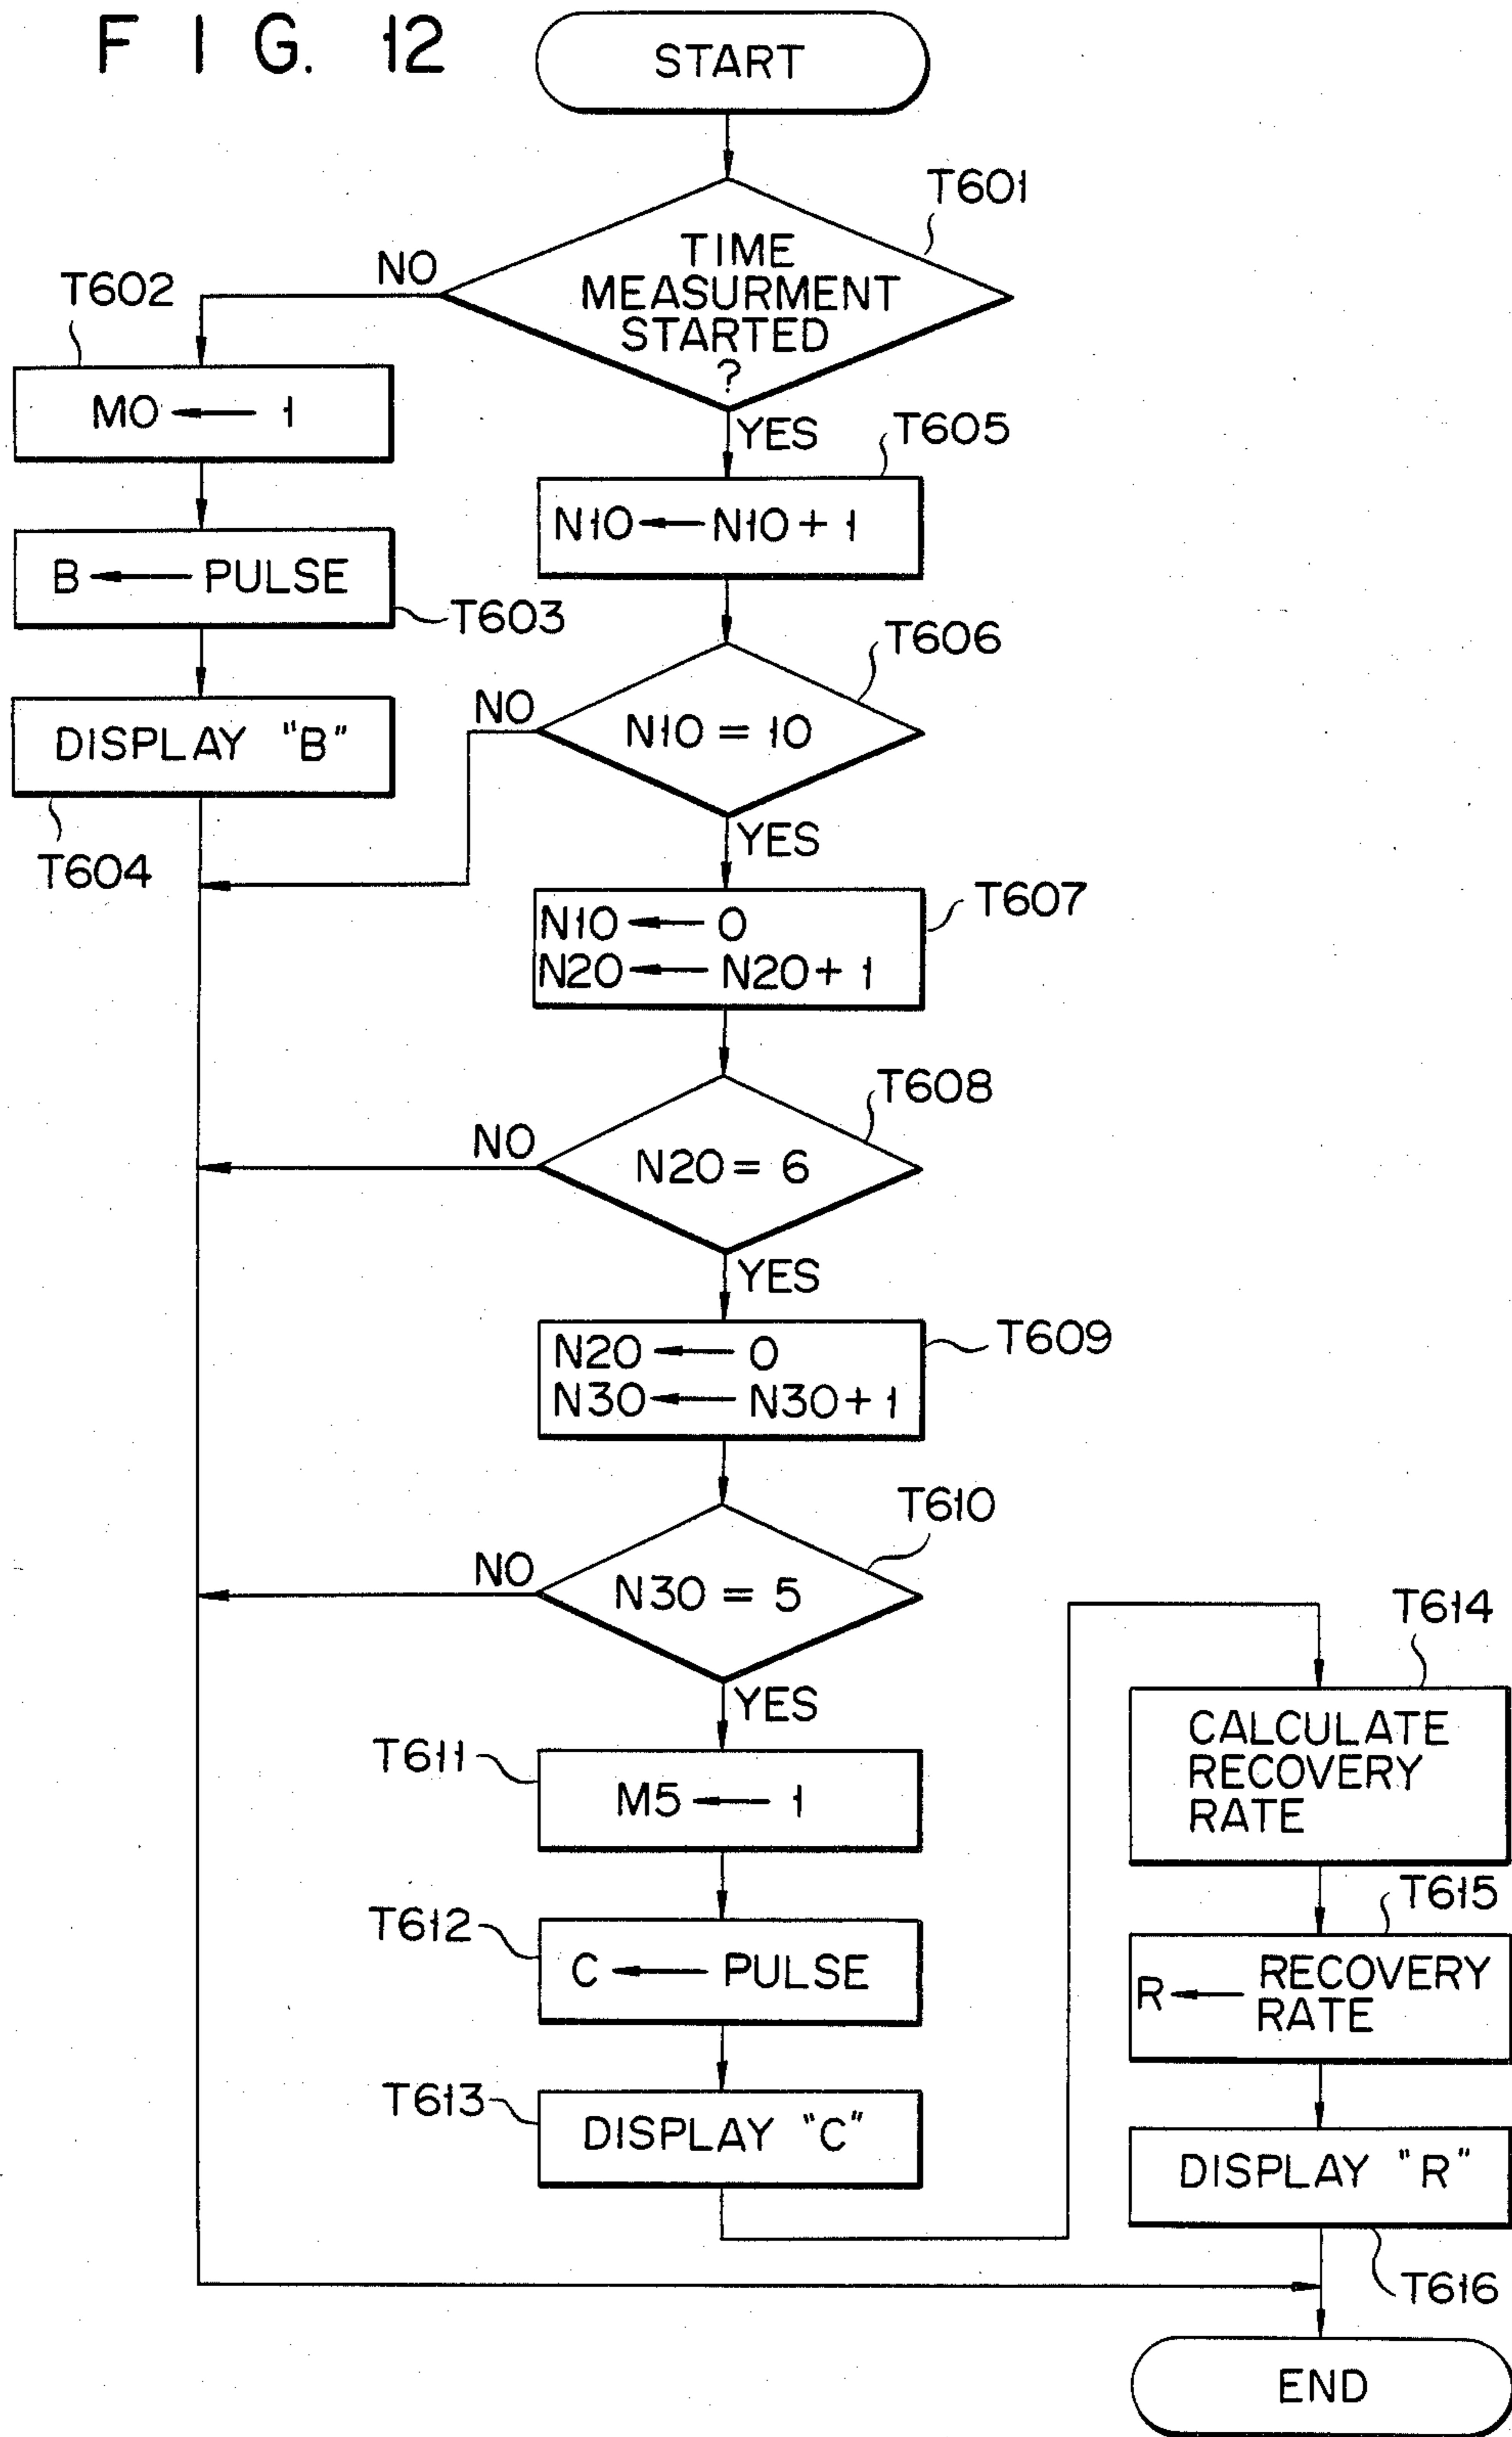 FIG. 12
START
T601
TIME
MEASURMENT
STARTED
?
NO
YES
T602
M0 ← 1
B ← PULSE
T603
DISPLAY "B"
T604
T605
N10 ← N10 + 1
T606
N10 = 10
NO
YES
T607
N10 ← 0
N20 ← N20 + 1
T608
N20 = 6
NO
YES
T609
N20 ← 0
N30 ← N30 + 1
T610
N30 = 5
NO
YES
T611
M5 ← 1
T612
C ← PULSE
T613
DISPLAY "C"
T614
CALCULATE
RECOVERY
RATE
T615
R ← RECOVERY
RATE
DISPLAY "R"
T616
END